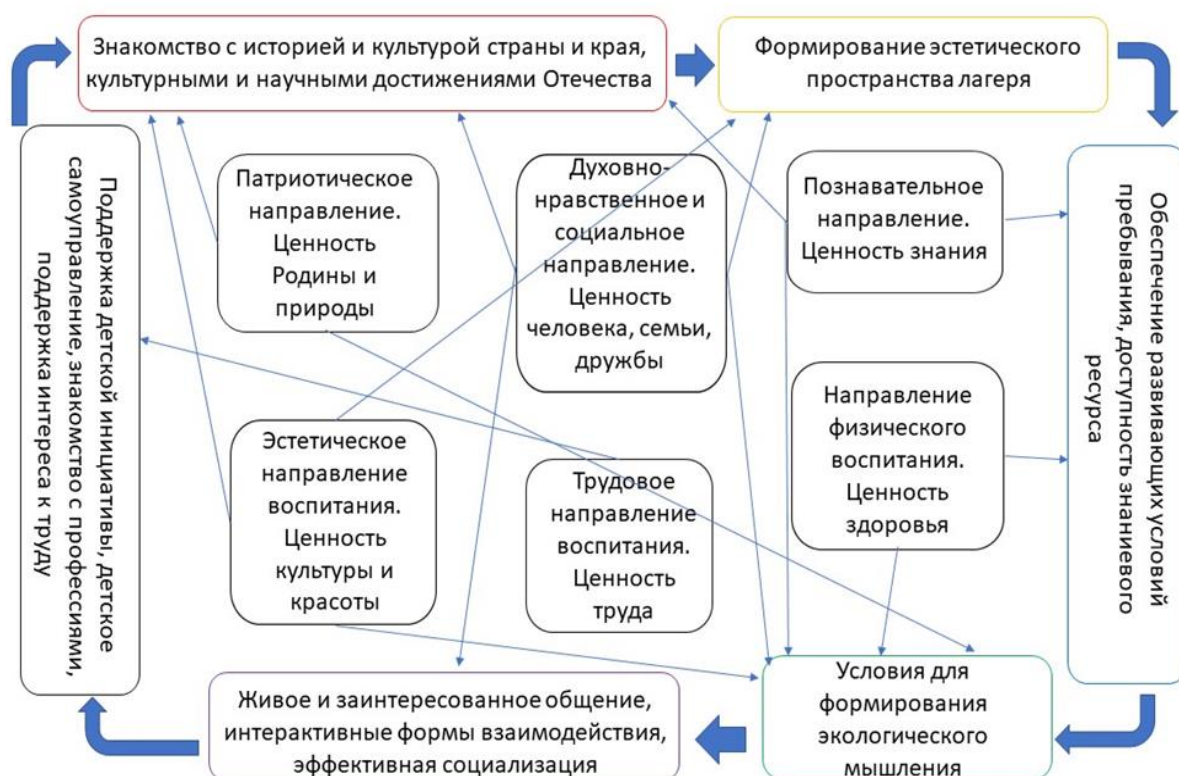 Знакомство с историей и культурой страны и края,
культурными и научными достижениями Отечества
Формирование эстетического
пространства лагеря
Поддержка детской инициативы, детское
самоуправление, знакомство с профессиями,
поддержка интереса к труду
Патриотическое
направление.
Ценность
Родины и
природы
Духовно-
нравственное и
социальное
направление.
Ценность
человека, семьи,
дружбы
Познавательное
направление.
Ценность знания
Обеспечение развивающих условий
пребывания, доступность знаниевого
ресурса
Эстетическое
направление
воспитания.
Ценность
культуры и
красоты
Трудовое
направление
воспитания.
Ценность
труда
Направление
физического
воспитания.
Ценность
здоровья
Живое и заинтересованное общение,
интерактивные формы взаимодействия,
эффективная социализация
Условия для
формирования
экологического
мышления